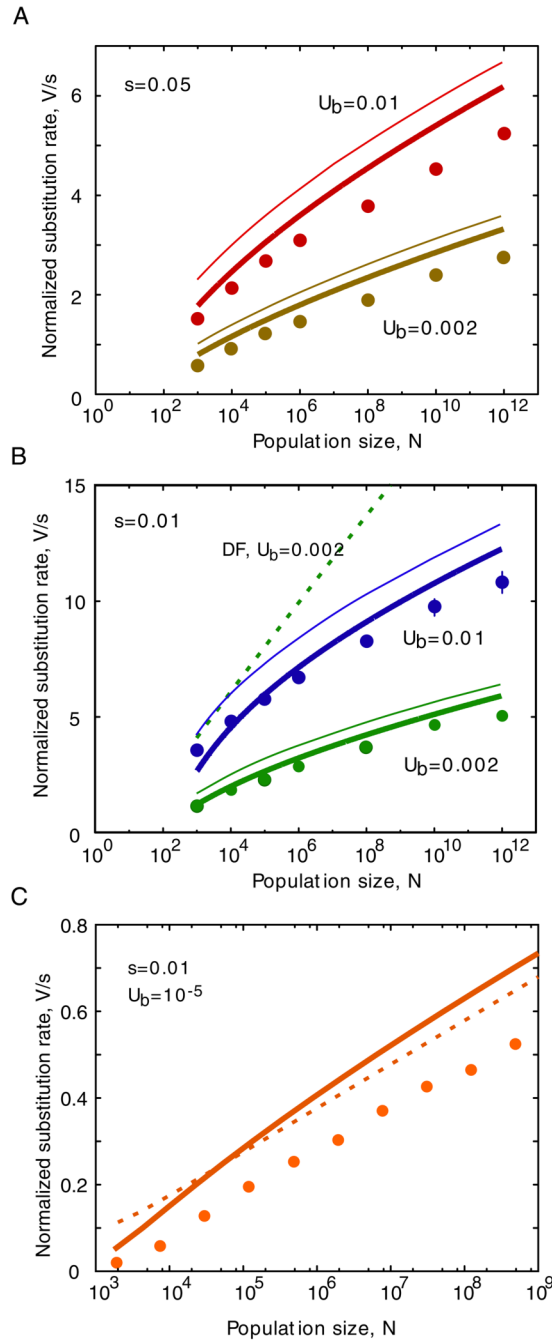 A
s=0.05
U_b=0.01
U_b=0.002
Normalized substitution rate, V/s
6
4
2
0
10^0 10^2 10^4 10^6 10^8 10^10 10^12
Population size, N
B
s=0.01
DF, U_b=0.002
U_b=0.01
U_b=0.002
Normalized substitution rate, V/s
15
10
5
0
10^0 10^2 10^4 10^6 10^8 10^10 10^12
Population size, N
C
s=0.01
U_b=10^-5
Normalized substitution rate, V/s
0.8
0.6
0.4
0.2
0
10^3 10^4 10^5 10^6 10^7 10^8 10^9
Population size, N